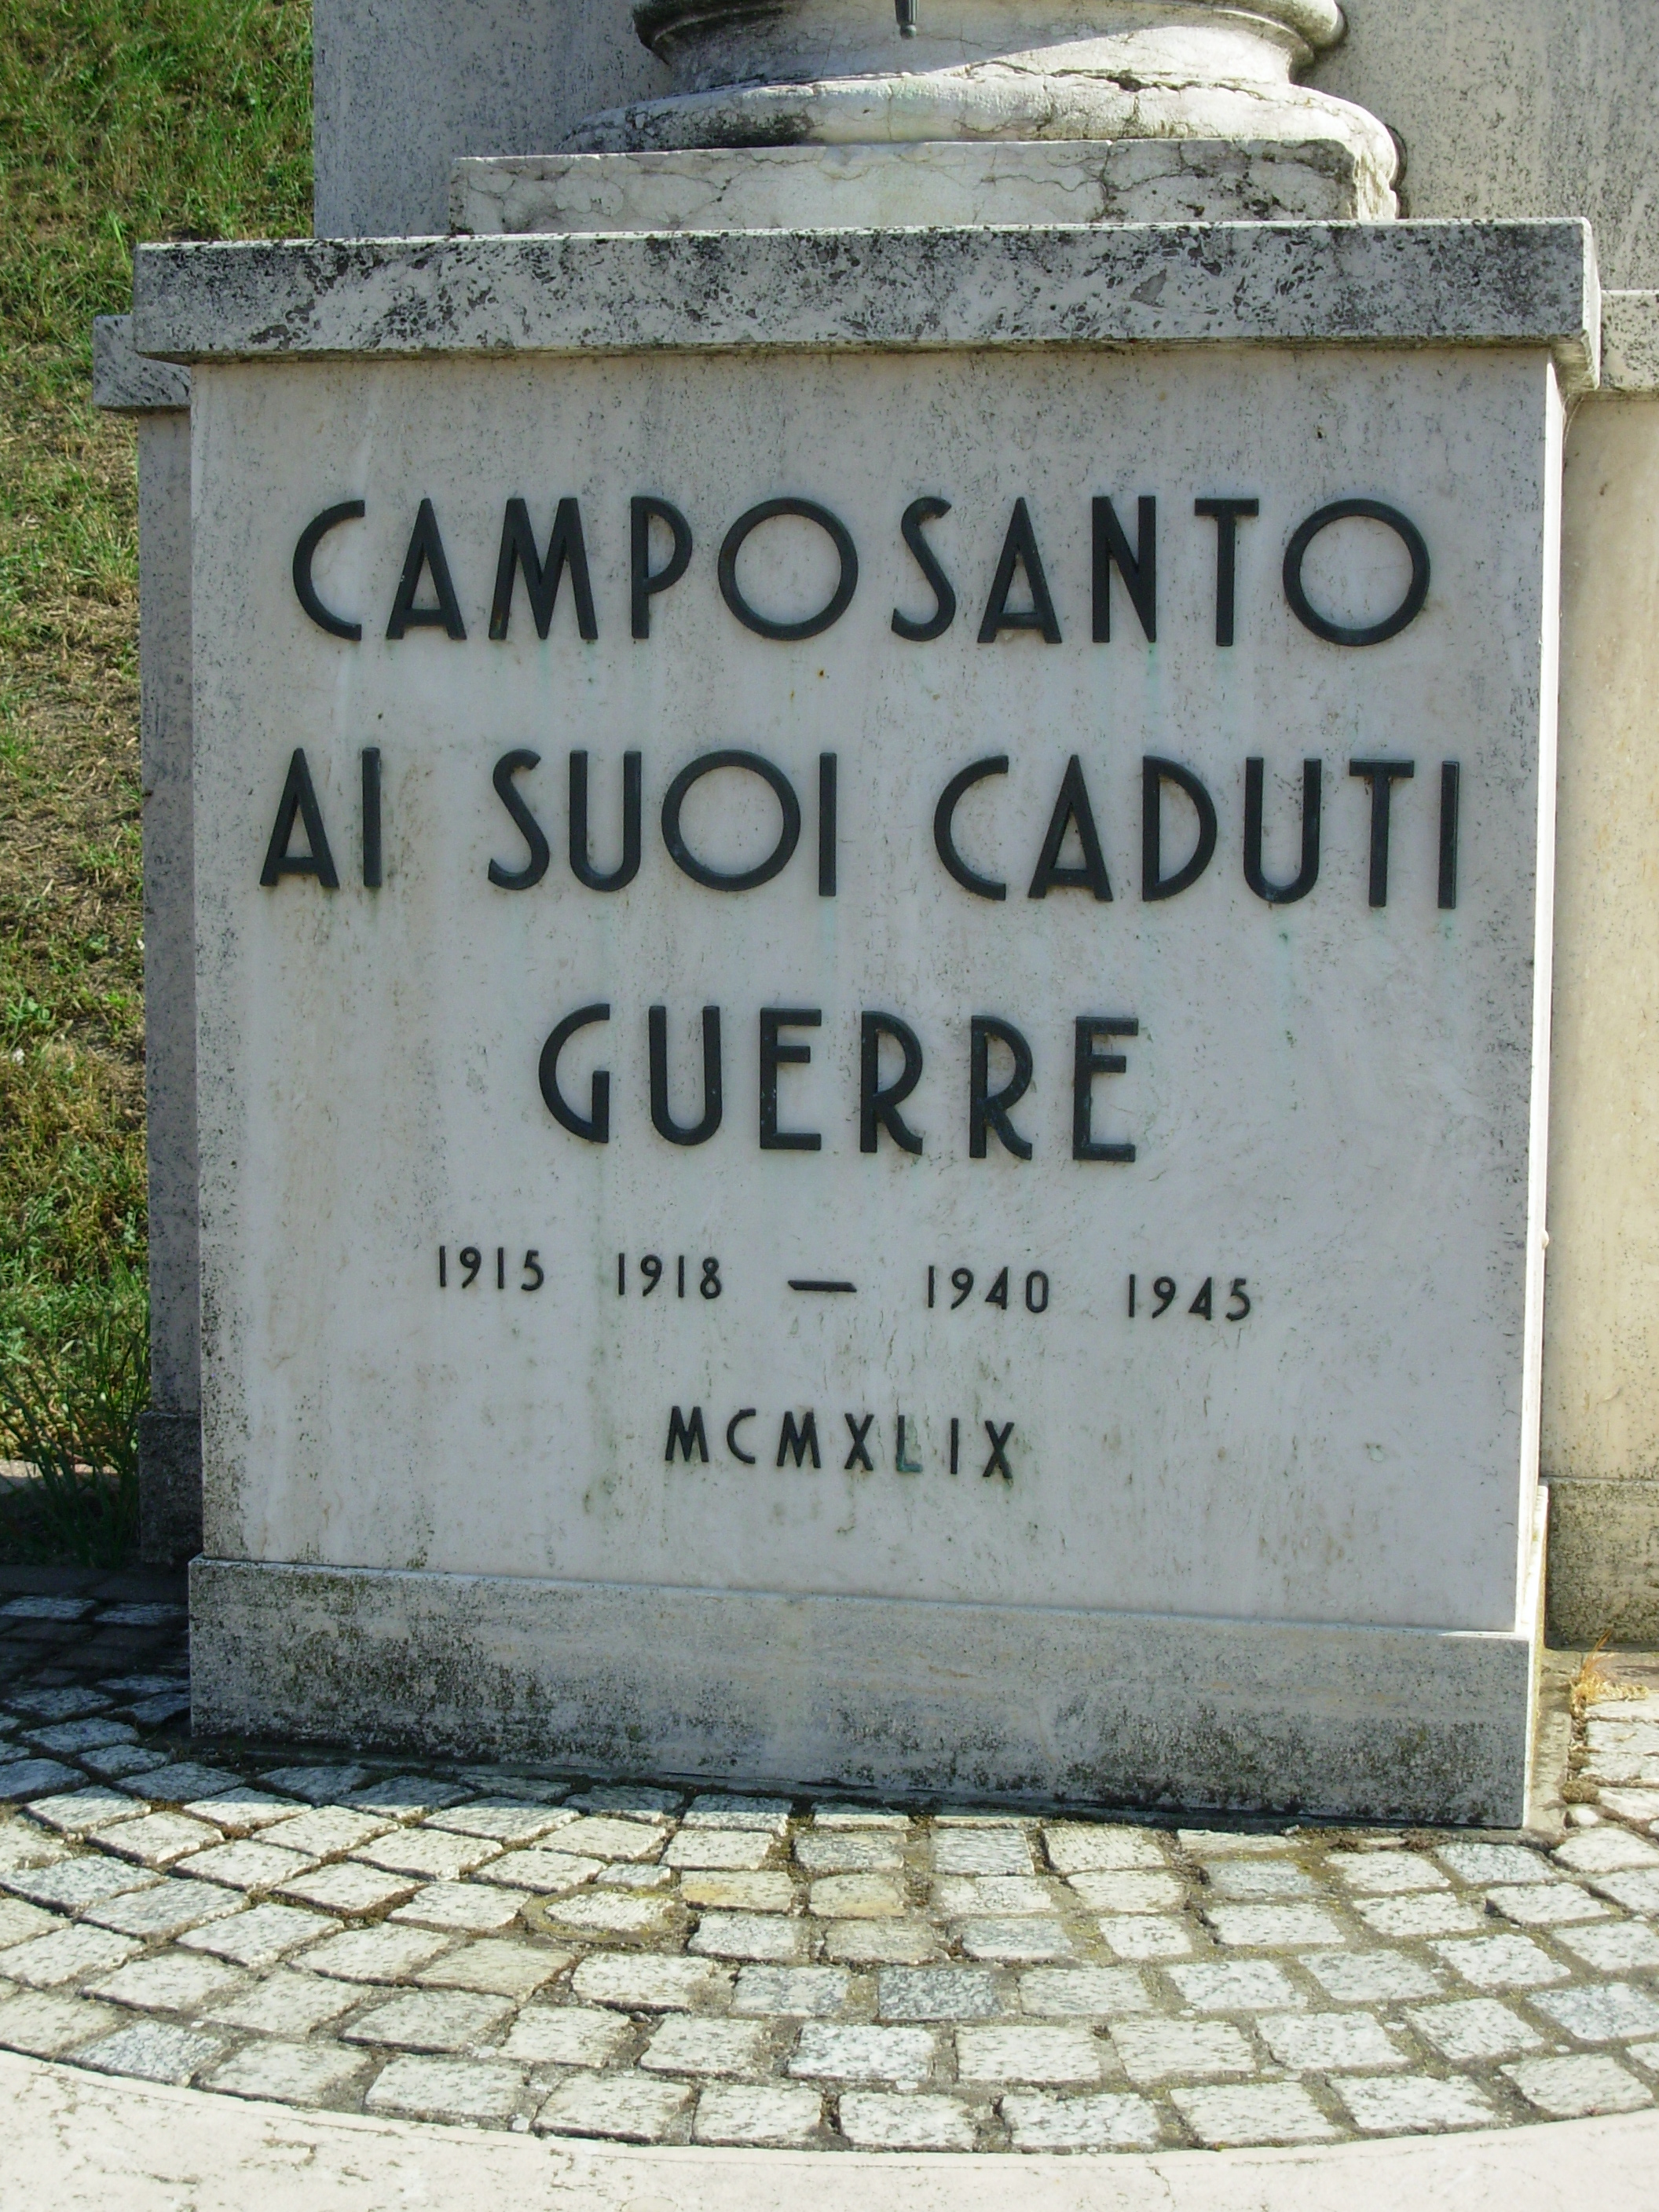 CAMPOSANTO
AI SUOI CADUTI
GUERRE
1915 1918 — 1940 1945
MCMXLIX